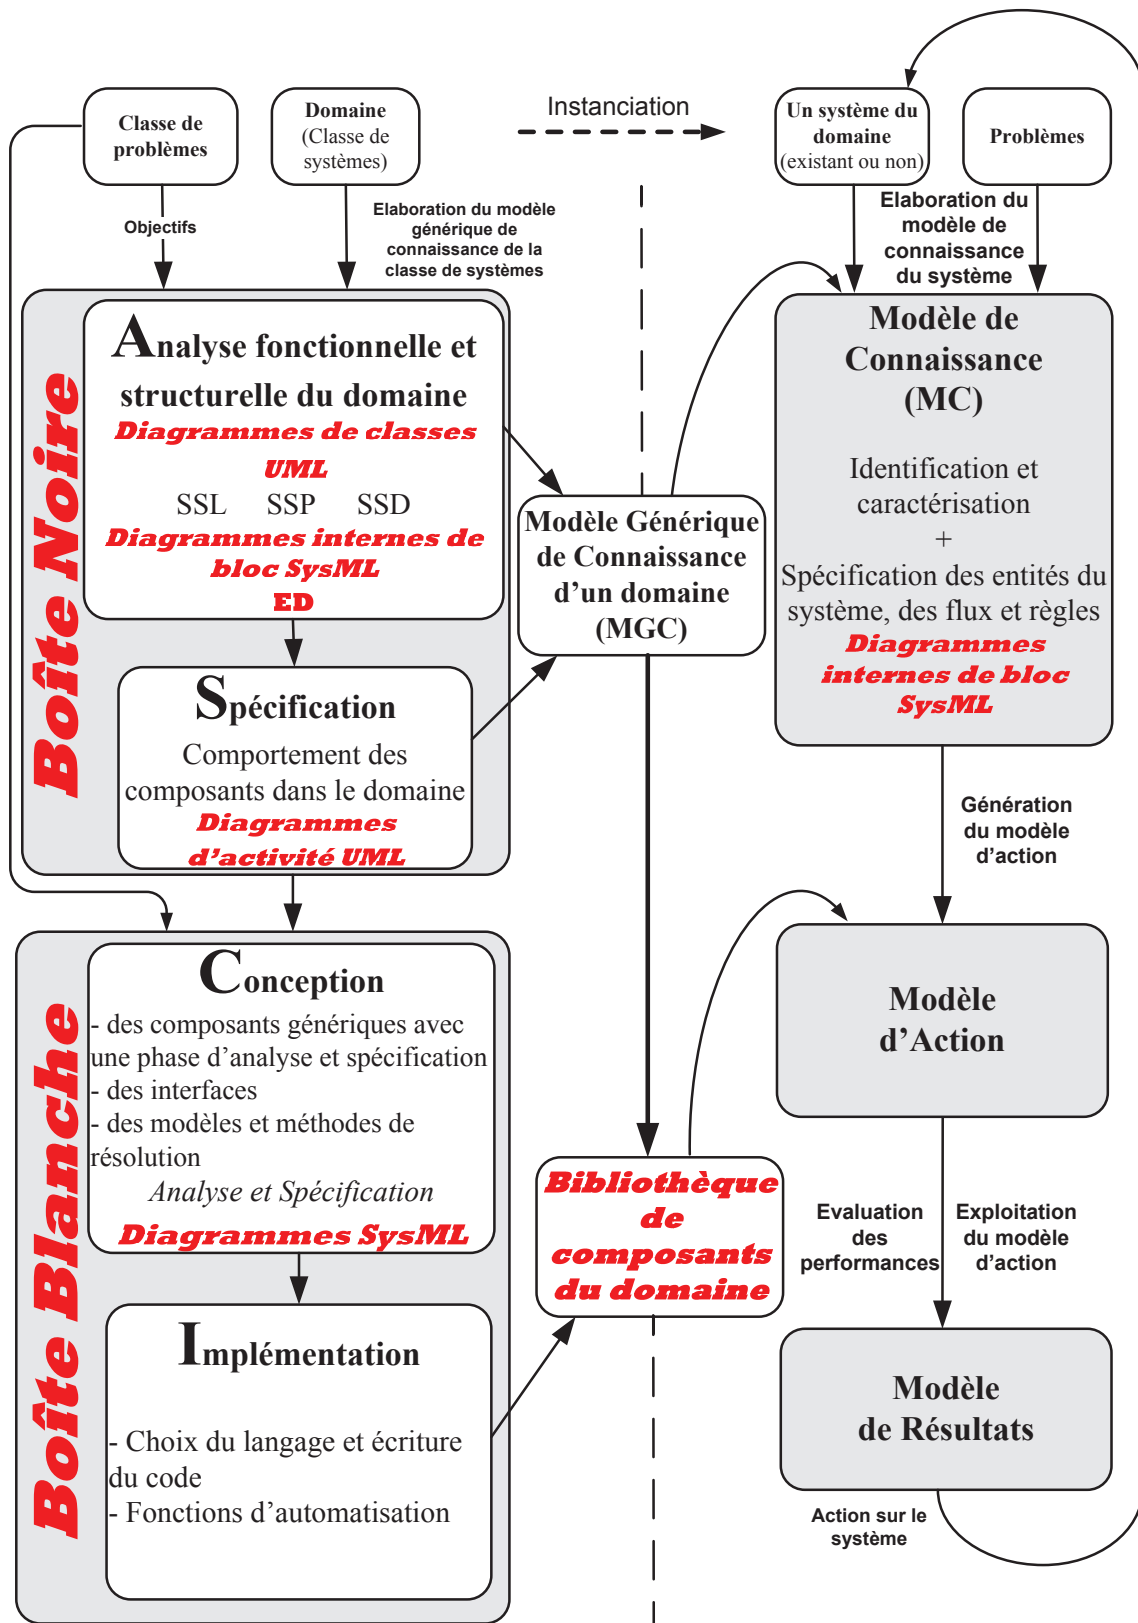 Classe de
problèmes
Domaine
(Classe de
systèmes)
Instanciation
Un système du
domaine
(existant ou non)
Problèmes
Objectifs
Elaboration du modèle
générique de
connaissance de la
classe de systèmes
Elaboration du
modèle de
connaissance
du système
Boîte Noire
Analyse fonctionnelle et
structurelle du domaine
Diagrammes de classes
UML
SSL SSP SSD
Diagrammes internes de
bloc SysML
ED
Spécification
Comportement des
composants dans le domaine
Diagrammes
d’activité UML
Modèle Générique
de Connaissance
d’un domaine
(MGC)
Modèle de
Connaissance
(MC)
Identification et
caractérisation
+
Spécification des entités du
système, des flux et règles
Diagrammes
internes de bloc
SysML
Génération
du modèle
d’action
Boîte Blanche
Conception
- des composants génériques avec
une phase d’analyse et spécification
- des interfaces
- des modèles et méthodes de
résolution
Analyse et Spécification
Diagrammes SysML
Implémentation
- Choix du langage et écriture
du code
- Fonctions d’automatisation
Bibliothèque
de
composants
du domaine
Modèle
d’Action
Evaluation
des
performances
Exploitation
du modèle
d’action
Modèle
de Résultats
Action sur le
système